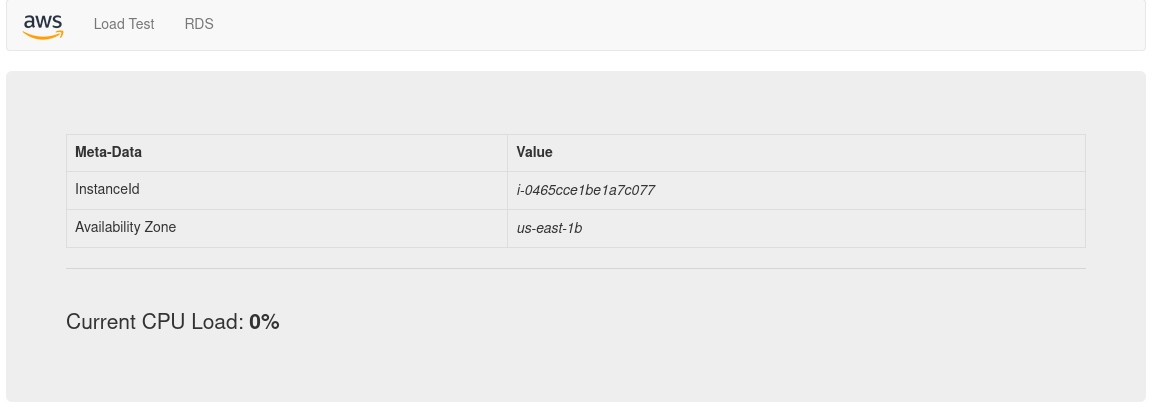 aws Load Test RDS
Meta-Data Value
InstanceId i-0465cce1be1a7c077
Availability Zone us-east-1b
Current CPU Load: 0%